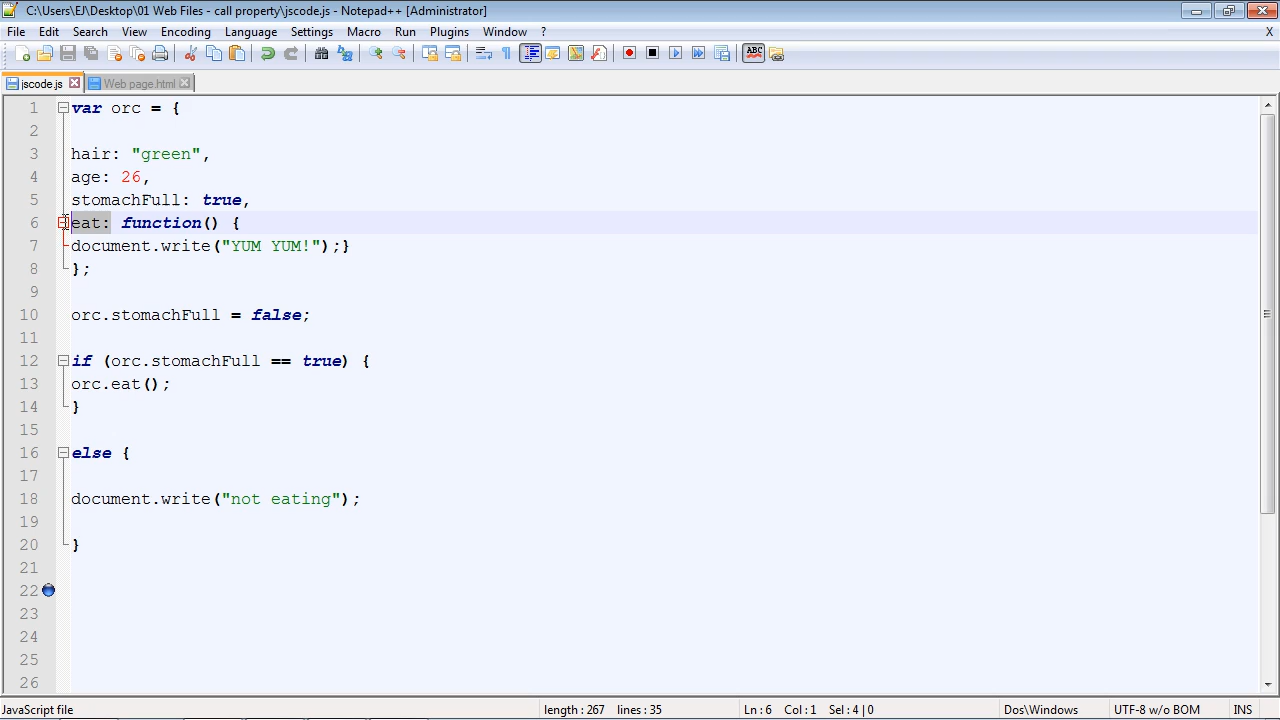 C:\Users\EJ\Desktop\01 Web Files - call property\jscode.js - Notepad++ [Administrator]
File Edit Search View Encoding Language Settings Macro Run Plugins Window ? X
ABC
jscode.js Web page.html
1 var orc = {
2
3 hair: "green",
4 age: 26,
5 stomachFull: true,
6 eat: function() {
7 document.write("YUM YUM!");}
8 };
9
10 orc.stomachFull = false;
11
12 if (orc.stomachFull == true) {
13 orc.eat();
14 }
15
16 else {
17
18 document.write("not eating");
19
20 }
21
22
23
24
25
26
JavaScript file length : 267 lines : 35 Ln : 6 Col : 1 Sel : 4 | 0 Dos\Windows UTF-8 w/o BOM INS